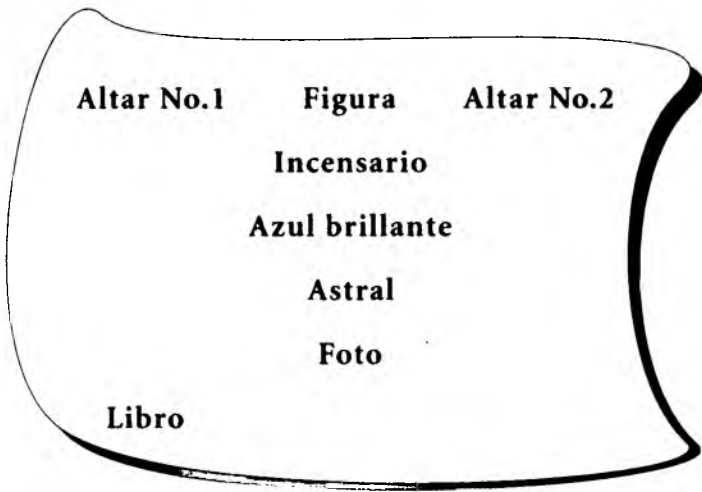 Altar No.1 Figura Altar No.2
Incensario
Azul brillante
Astral
Foto
Libro